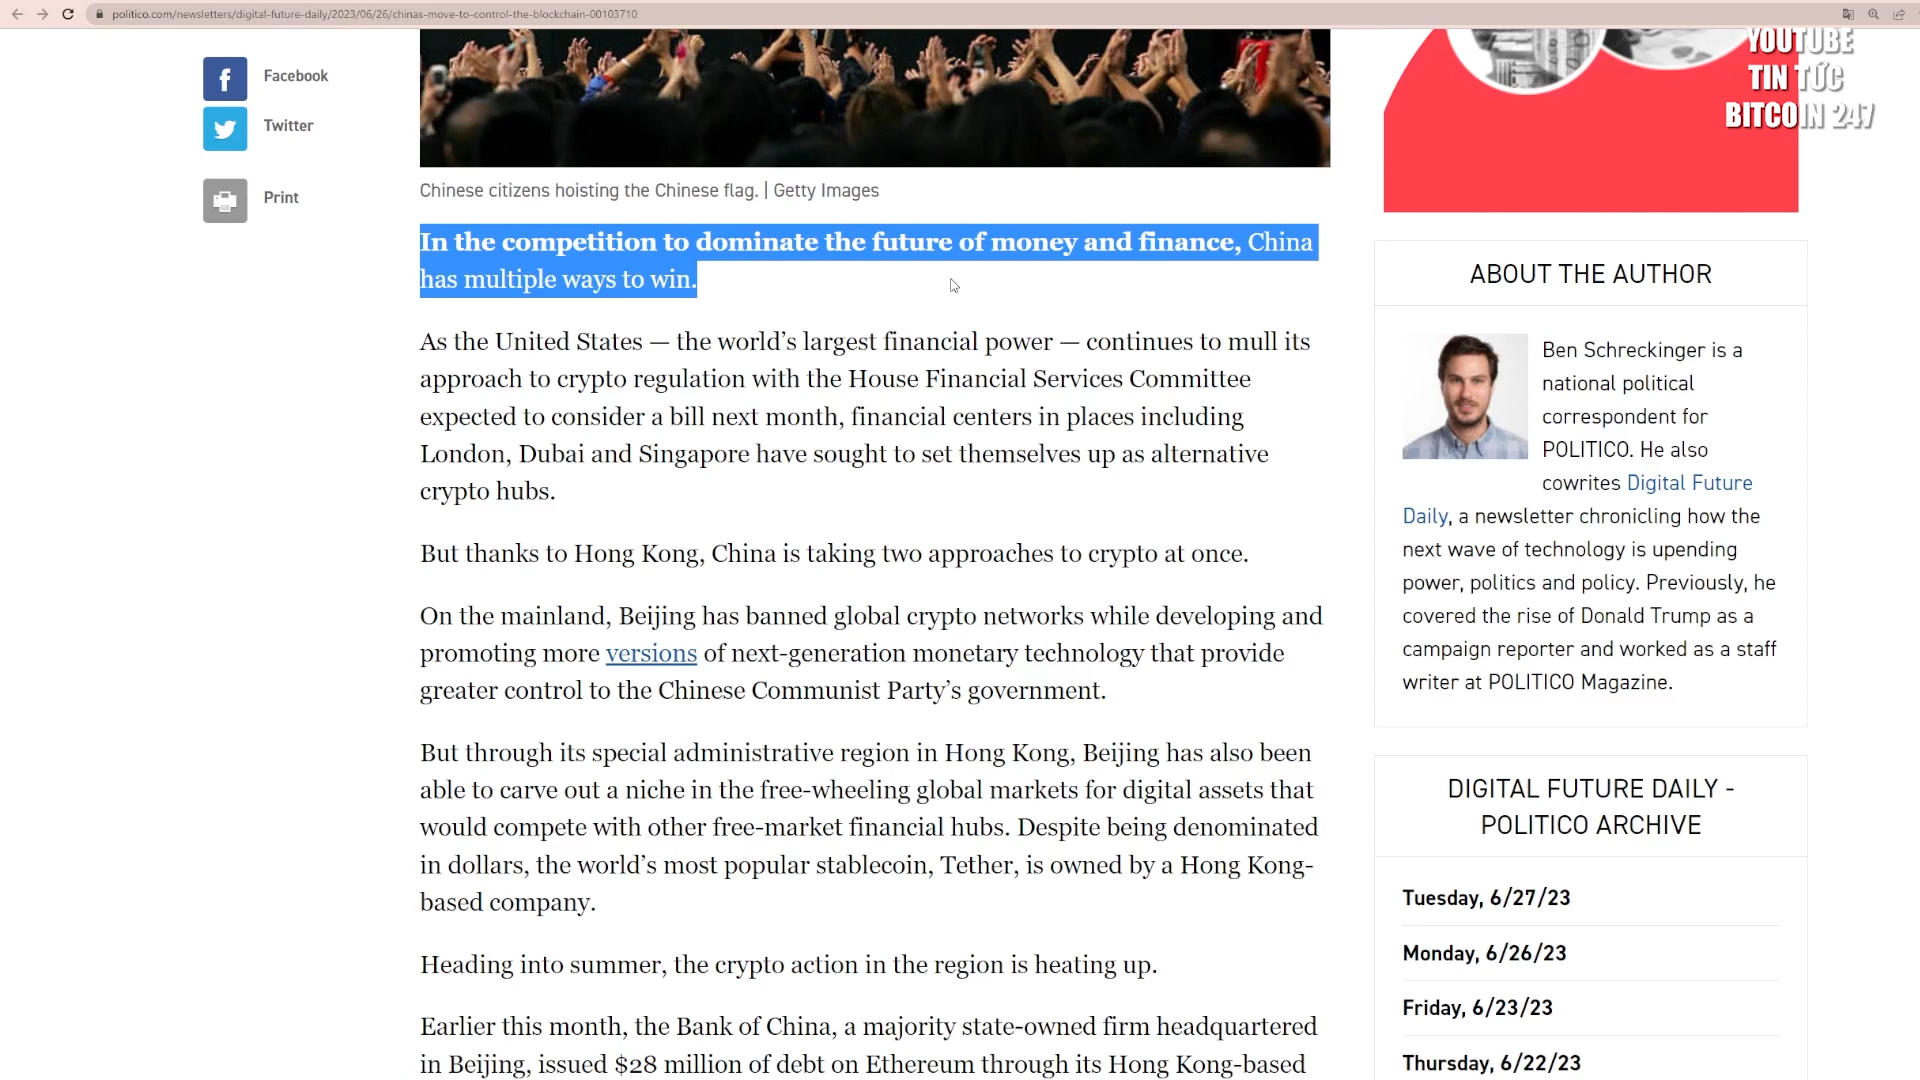 politico.com/newsletters/digital-future-daily/2023/06/26/chinas-move-to-control-the-blockchain-00103710
YOUTUBE
TIN TỨC
BITCOIN 247
Facebook
Twitter
Print
Chinese citizens hoisting the Chinese flag. | Getty Images
In the competition to dominate the future of money and finance, China
has multiple ways to win.
As the United States — the world’s largest financial power — continues to mull its
approach to crypto regulation with the House Financial Services Committee
expected to consider a bill next month, financial centers in places including
London, Dubai and Singapore have sought to set themselves up as alternative
crypto hubs.
But thanks to Hong Kong, China is taking two approaches to crypto at once.
On the mainland, Beijing has banned global crypto networks while developing and
promoting more versions of next-generation monetary technology that provide
greater control to the Chinese Communist Party’s government.
But through its special administrative region in Hong Kong, Beijing has also been
able to carve out a niche in the free-wheeling global markets for digital assets that
would compete with other free-market financial hubs. Despite being denominated
in dollars, the world’s most popular stablecoin, Tether, is owned by a Hong Kong-
based company.
Heading into summer, the crypto action in the region is heating up.
Earlier this month, the Bank of China, a majority state-owned firm headquartered
in Beijing, issued $28 million of debt on Ethereum through its Hong Kong-based
ABOUT THE AUTHOR
Ben Schreckinger is a
national political
correspondent for
POLITICO. He also
cowrites Digital Future
Daily, a newsletter chronicling how the
next wave of technology is upending
power, politics and policy. Previously, he
covered the rise of Donald Trump as a
campaign reporter and worked as a staff
writer at POLITICO Magazine.
DIGITAL FUTURE DAILY -
POLITICO ARCHIVE
Tuesday, 6/27/23
Monday, 6/26/23
Friday, 6/23/23
Thursday, 6/22/23